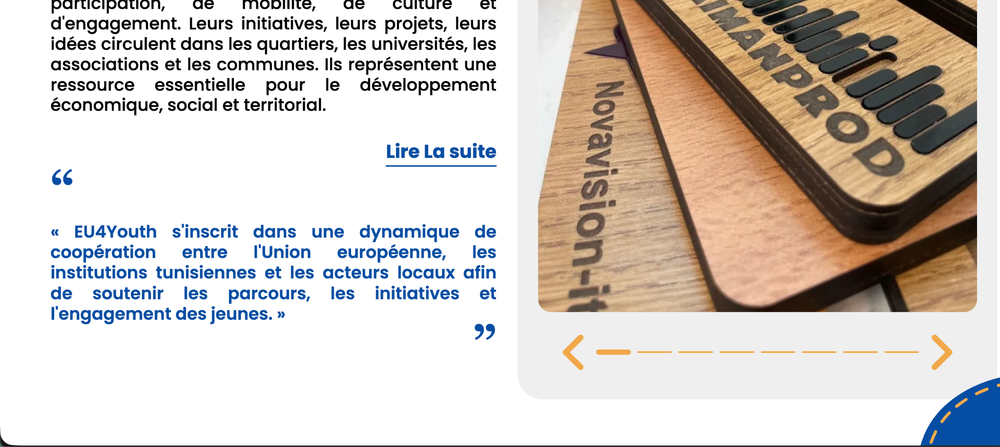 participation, de mobilité, de culture et
d'engagement. Leurs initiatives, leurs projets, leurs
idées circulent dans les quartiers, les universités, les
associations et les communes. Ils représentent une
ressource essentielle pour le développement
économique, social et territorial.
Lire La suite
“
« EU4Youth s'inscrit dans une dynamique de
coopération entre l'Union européenne, les
institutions tunisiennes et les acteurs locaux afin
de soutenir les parcours, les initiatives et
l'engagement des jeunes. »
”
AIMANPROD
Novavision-it